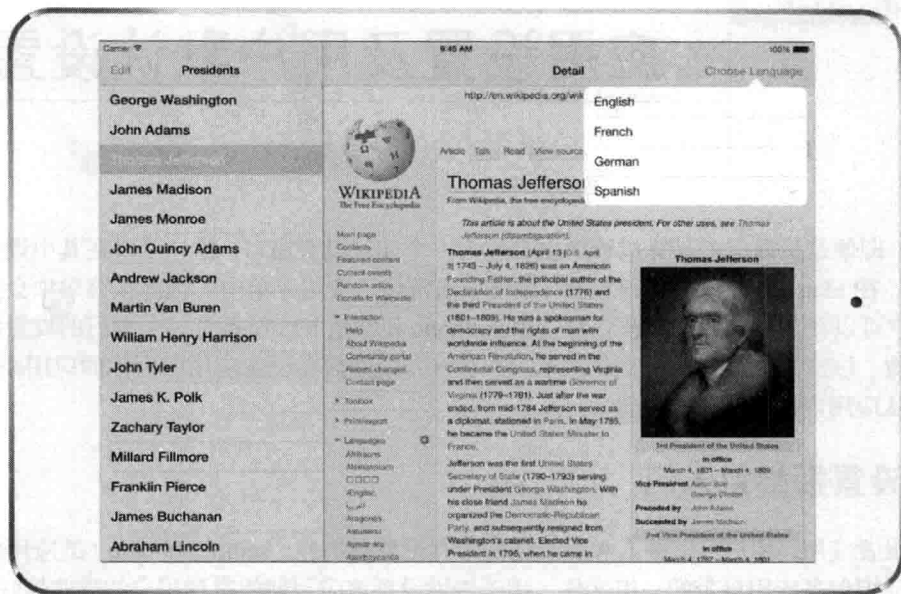 Carrier
9:45 AM
100%
Edit
Presidents
Detail
Choose Language
George Washington
John Adams
Thomas Jefferson
James Madison
James Monroe
John Quincy Adams
Andrew Jackson
Martin Van Buren
William Henry Harrison
John Tyler
James K. Polk
Zachary Taylor
Millard Fillmore
Franklin Pierce
James Buchanan
Abraham Lincoln
http://en.wikipedia.org/wik
English
French
German
Spanish
WIKIPEDIA
The Free Encyclopedia
Main page
Contents
Featured content
Current events
Random article
Donate to Wikipedia
Interaction
Help
About Wikipedia
Community portal
Recent changes
Contact page
Toolbox
Print/export
Languages
Afrikaans
Ænglisc
Article Talk Read View source
Thomas Jefferson
From Wikipedia, the free encyclopedia
This article is about the United States president. For other uses, see Thomas
Jefferson (disambiguation).
Thomas Jefferson (April 13 [O.S. April
2] 1743 – July 4, 1826) was an American
Founding Father, the principal author of the
Declaration of Independence (1776) and
the third President of the United States
(1801–1809). He was a spokesman for
democracy and the rights of man with
worldwide influence. At the beginning of the
American Revolution, he served in the
Continental Congress, representing Virginia
and then served as a wartime Governor of
Virginia (1779–1781). Just after the war
ended, from mid-1784 Jefferson served as
a diplomat, stationed in Paris. In May 1785,
he became the United States Minister to
France.
Jefferson was the first United States
Secretary of State (1790–1793) serving
under President George Washington. With
his close friend James Madison he
organized the Democratic-Republican
Party, and subsequently resigned from
Washington's cabinet. Elected Vice
President in 1796, when he came in
Thomas Jefferson
3rd President of the United States
In office
March 4, 1801 – March 4, 1809
Vice President Aaron Burr
George Clinton
Preceded by John Adams
Succeeded by James Madison
2nd Vice President of the United States
In office
March 4, 1797 – March 4, 1801